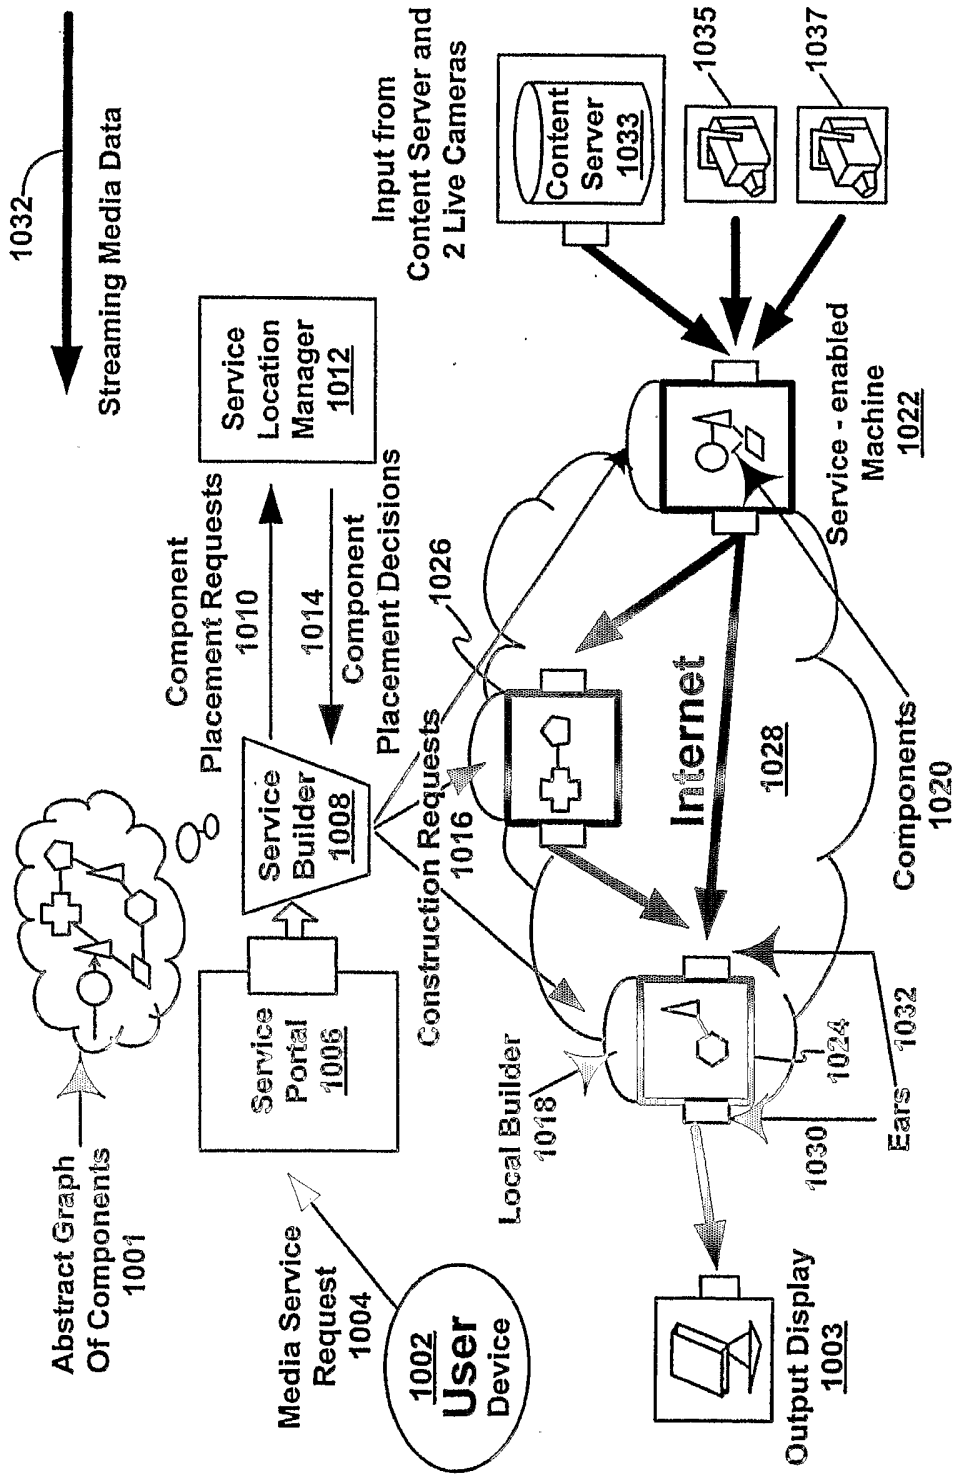 Abstract Graph
Of Components
1001
1032
Streaming Media Data
Media Service
Request
1004
1002
User
Device
Service
Portal
1006
Service
Builder
1008
Component
Placement Requests
1010
1014
Component
Placement Decisions
Service
Location
Manager
1012
Construction Requests
1016
1026
Local Builder
1018
Input from
Content Server and
2 Live Cameras
Content
Server
1033
1035
1037
Internet
1028
Service - enabled
Machine
1022
Components
1020
1024
1030
1032
Ears
Output Display
1003